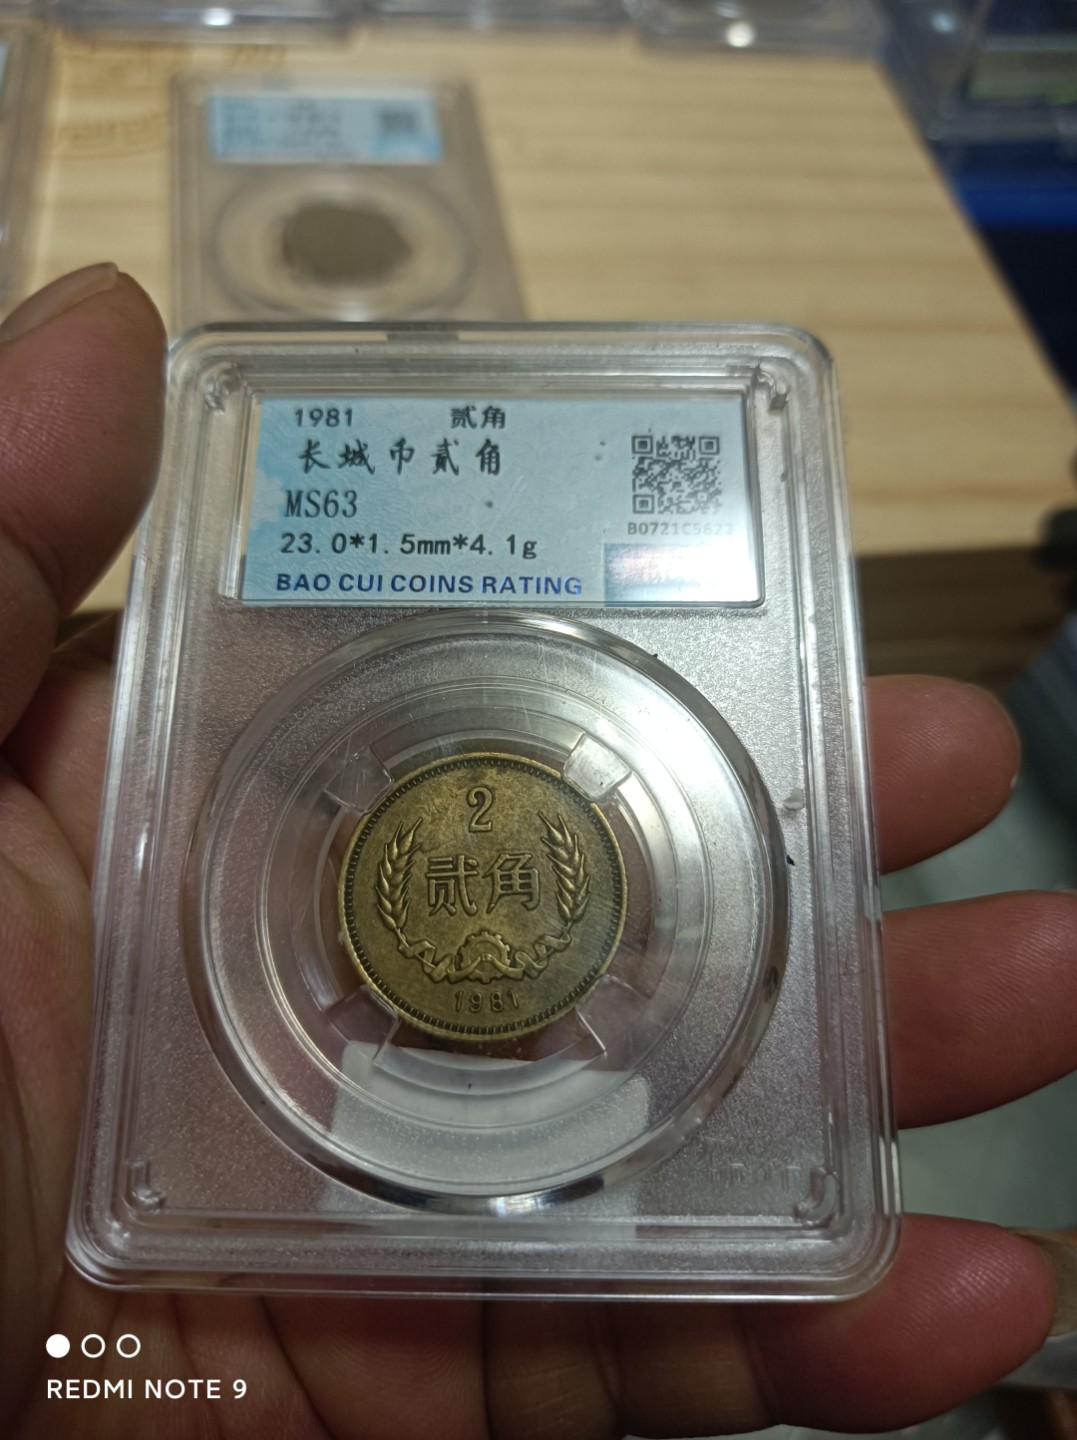 1981 贰角
长城币贰角
MS63
23.0*1.5mm*4.1g
B0721C5622
BAO CUI COINS RATING
2
贰角
1981
REDMI NOTE 9